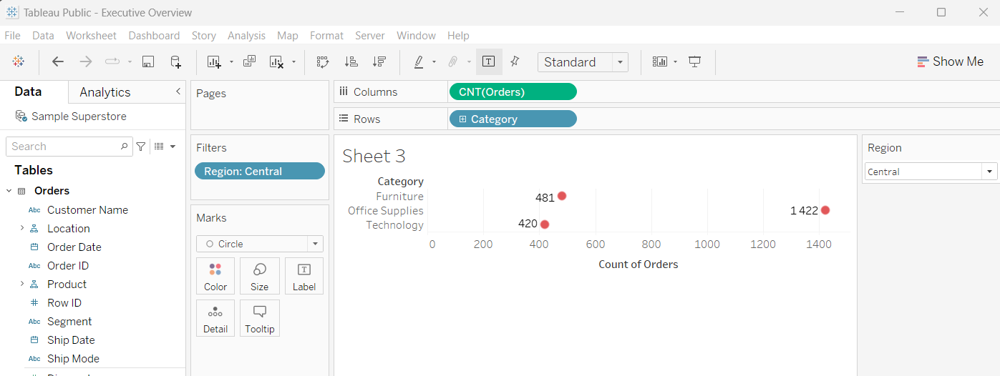 Tableau Public - Executive Overview
File Data Worksheet Dashboard Story Analysis Map Format Server Window Help
Standard
Show Me
Data Analytics
Sample Superstore
Search
Tables
Orders
Abc Customer Name
Location
Order Date
Abc Order ID
Product
# Row ID
Abc Segment
Ship Date
Abc Ship Mode
Pages
Filters
Region: Central
Marks
Circle
Color Size T Label
Detail Tooltip
Columns CNT(Orders)
Rows Category
Sheet 3
Category
Furniture 481
Office Supplies 1 422
Technology 420
0 200 400 600 800 1000 1200 1400
Count of Orders
Region
Central